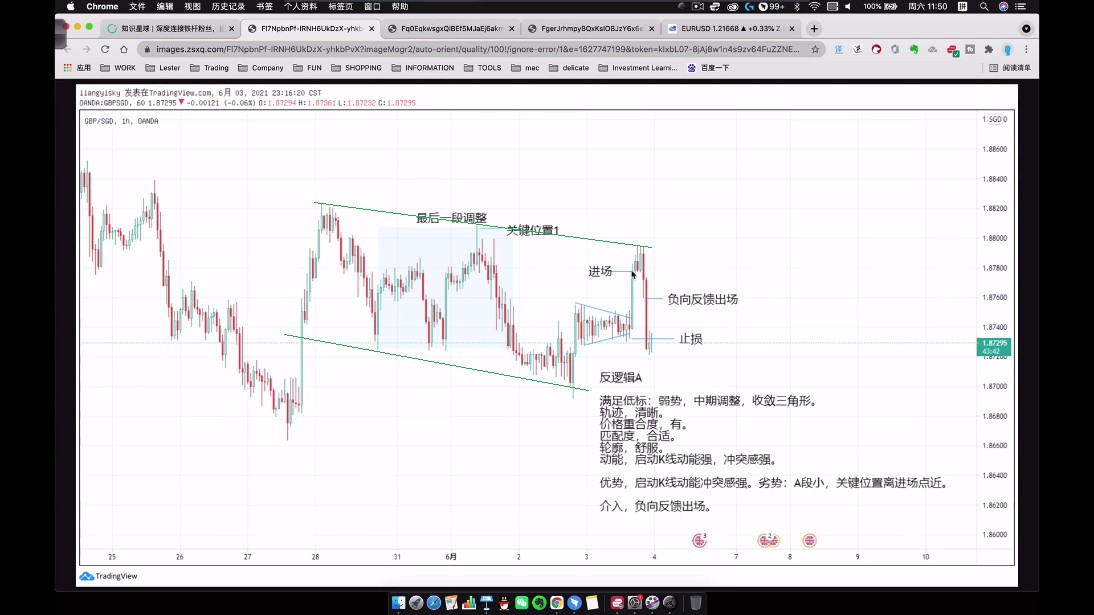 Chrome 文件 编辑 视图 历史记录 书签 个人资料 标签页 窗口 帮助
99+ 100% 周六 11:50
知识星球 | 深度连接铁杆粉丝,
FI7NpbnPf-IRNH6UkDzX-yhkb
FgerJrhmpyBQxKslOBJzY6x6e
EURUSD 1.21668 ▲ +0.33% Z
images.zsxq.com/FI7NpbnPf-IRNH6UkDzX-yhkbPvX?imageMogr2/auto-orient/quality/100!/ignore-error/1&e=1627747199&token=kIxbL07-8jAj8w1n4s9zv64FuZZNE...
应用 WORK Lester Trading Company FUN SHOPPING INFORMATION TOOLS mac delicate Investment Learni... 百度一下 阅读清单
liangyisky 发表在TradingView.com, 6月 03, 2021 23:16:20 CST
OANDA:GBPSGD, 60 1.87295 ▼ -0.00121 (-0.06%) O:1.87294 H:1.87361 L:1.87232 C:1.87295
GBP/SGD, 1h, OANDA
1.88600
1.88400
1.88200
最后一段调整
关键位置1
1.88000
进场
1.87800
负向反馈出场
1.87600
1.87400
止损
1.87295
43:42
1.87200
反逻辑A
1.87000
满足低标:弱势,中期调整,收敛三角形。
轨迹,清晰。
1.86800
价格重合度,有。
匹配度,合适。
轮廓,舒服。
1.86600
动能,启动K线动能强,冲突感强。
1.86400
优势,启动K线动能冲突感强。劣势:A段小,关键位置离进场点近。
1.86200
介入,负向反馈出场。
1.86000
25 26 27 28 31 6月 2 3 4 7 8 9 10
TradingView